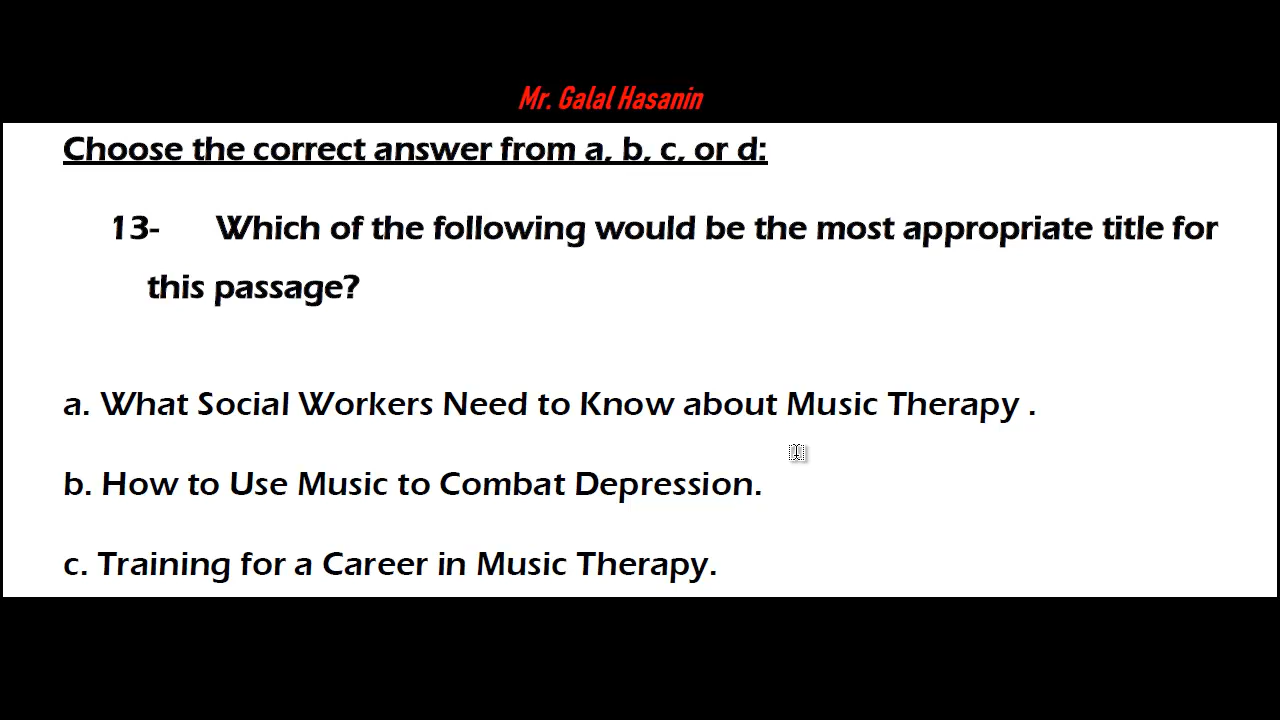 Mr. Galal Hasanin
Choose the correct answer from a, b, c, or d:
13- Which of the following would be the most appropriate title for
this passage?
a. What Social Workers Need to Know about Music Therapy .
b. How to Use Music to Combat Depression.
c. Training for a Career in Music Therapy.